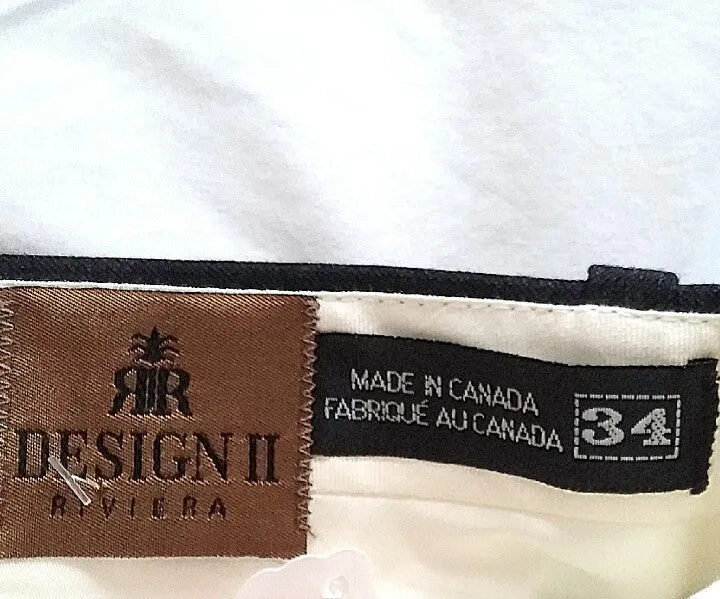 RR
DESIGN II
RIVIERA
MADE IN CANADA
FABRIQUÉ AU CANADA
34